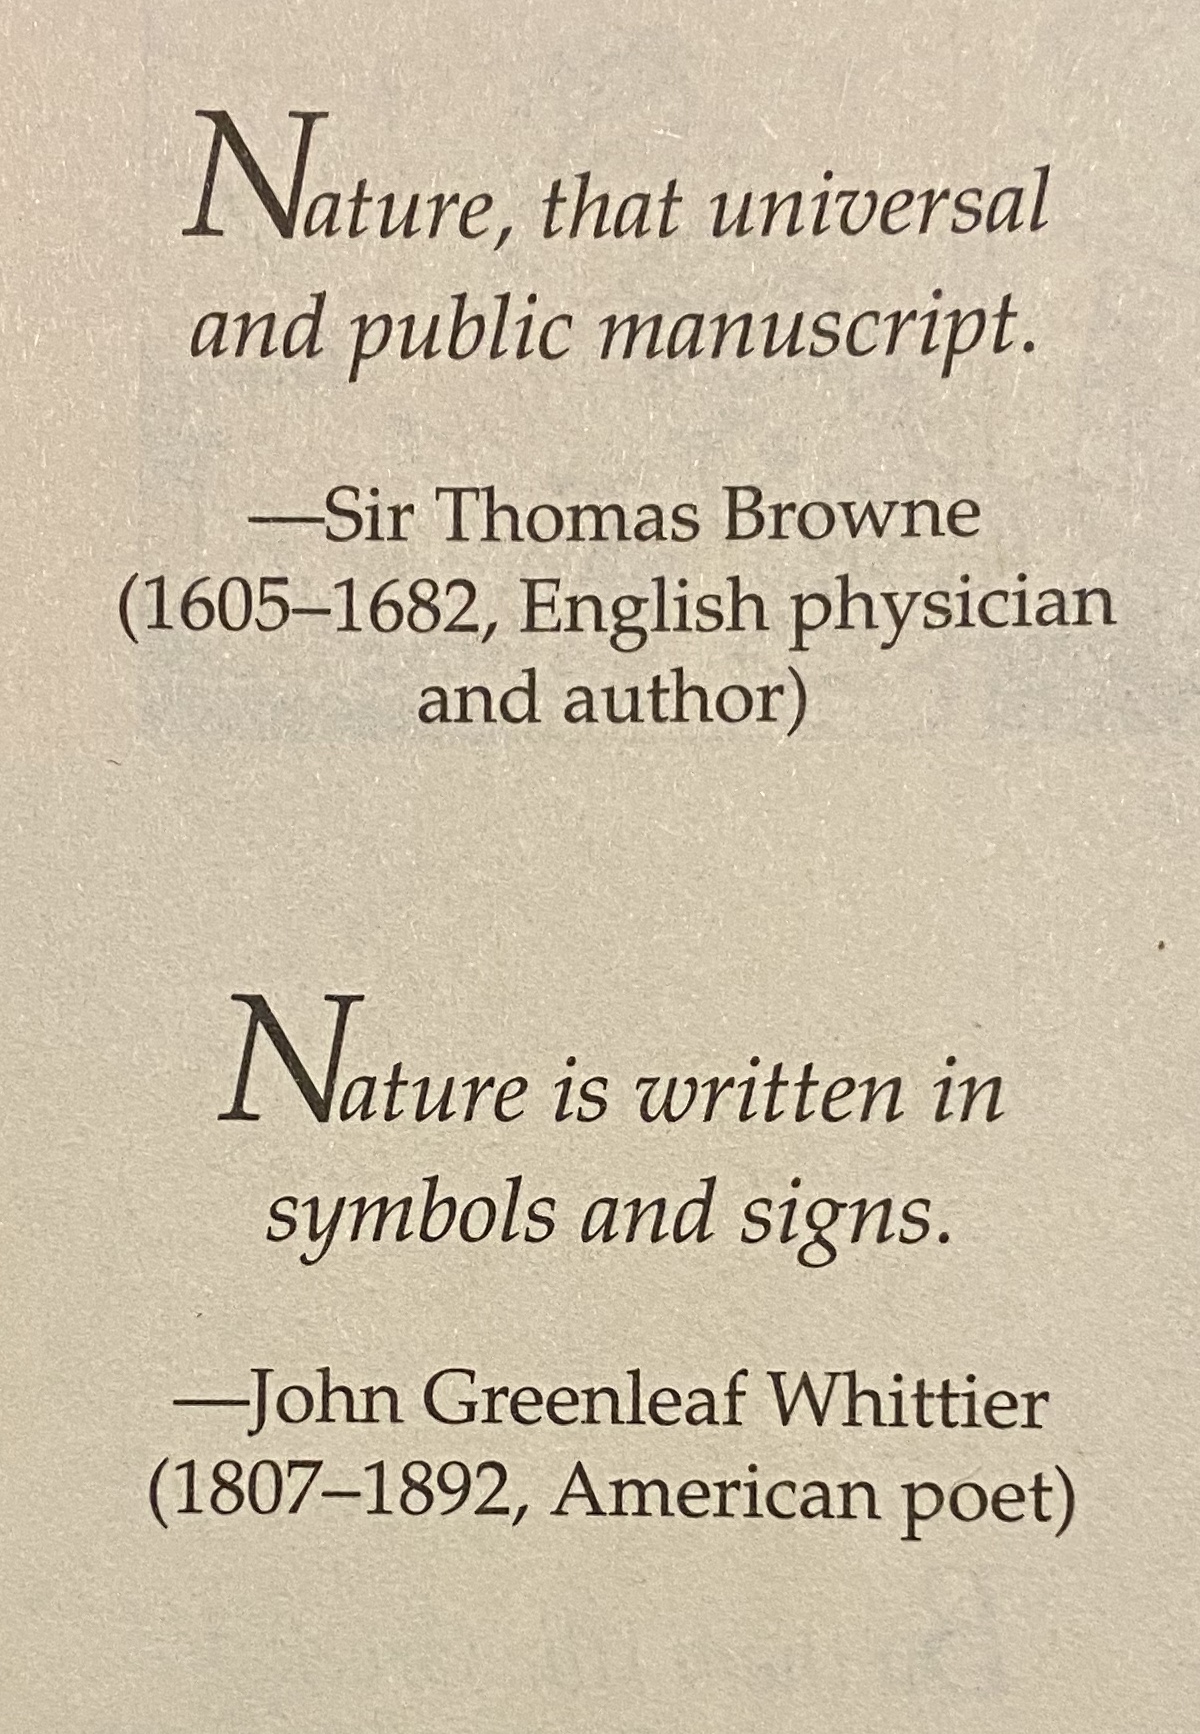 Nature, that universal
and public manuscript.
—Sir Thomas Browne
(1605–1682, English physician
and author)
Nature is written in
symbols and signs.
—John Greenleaf Whittier
(1807–1892, American poet)